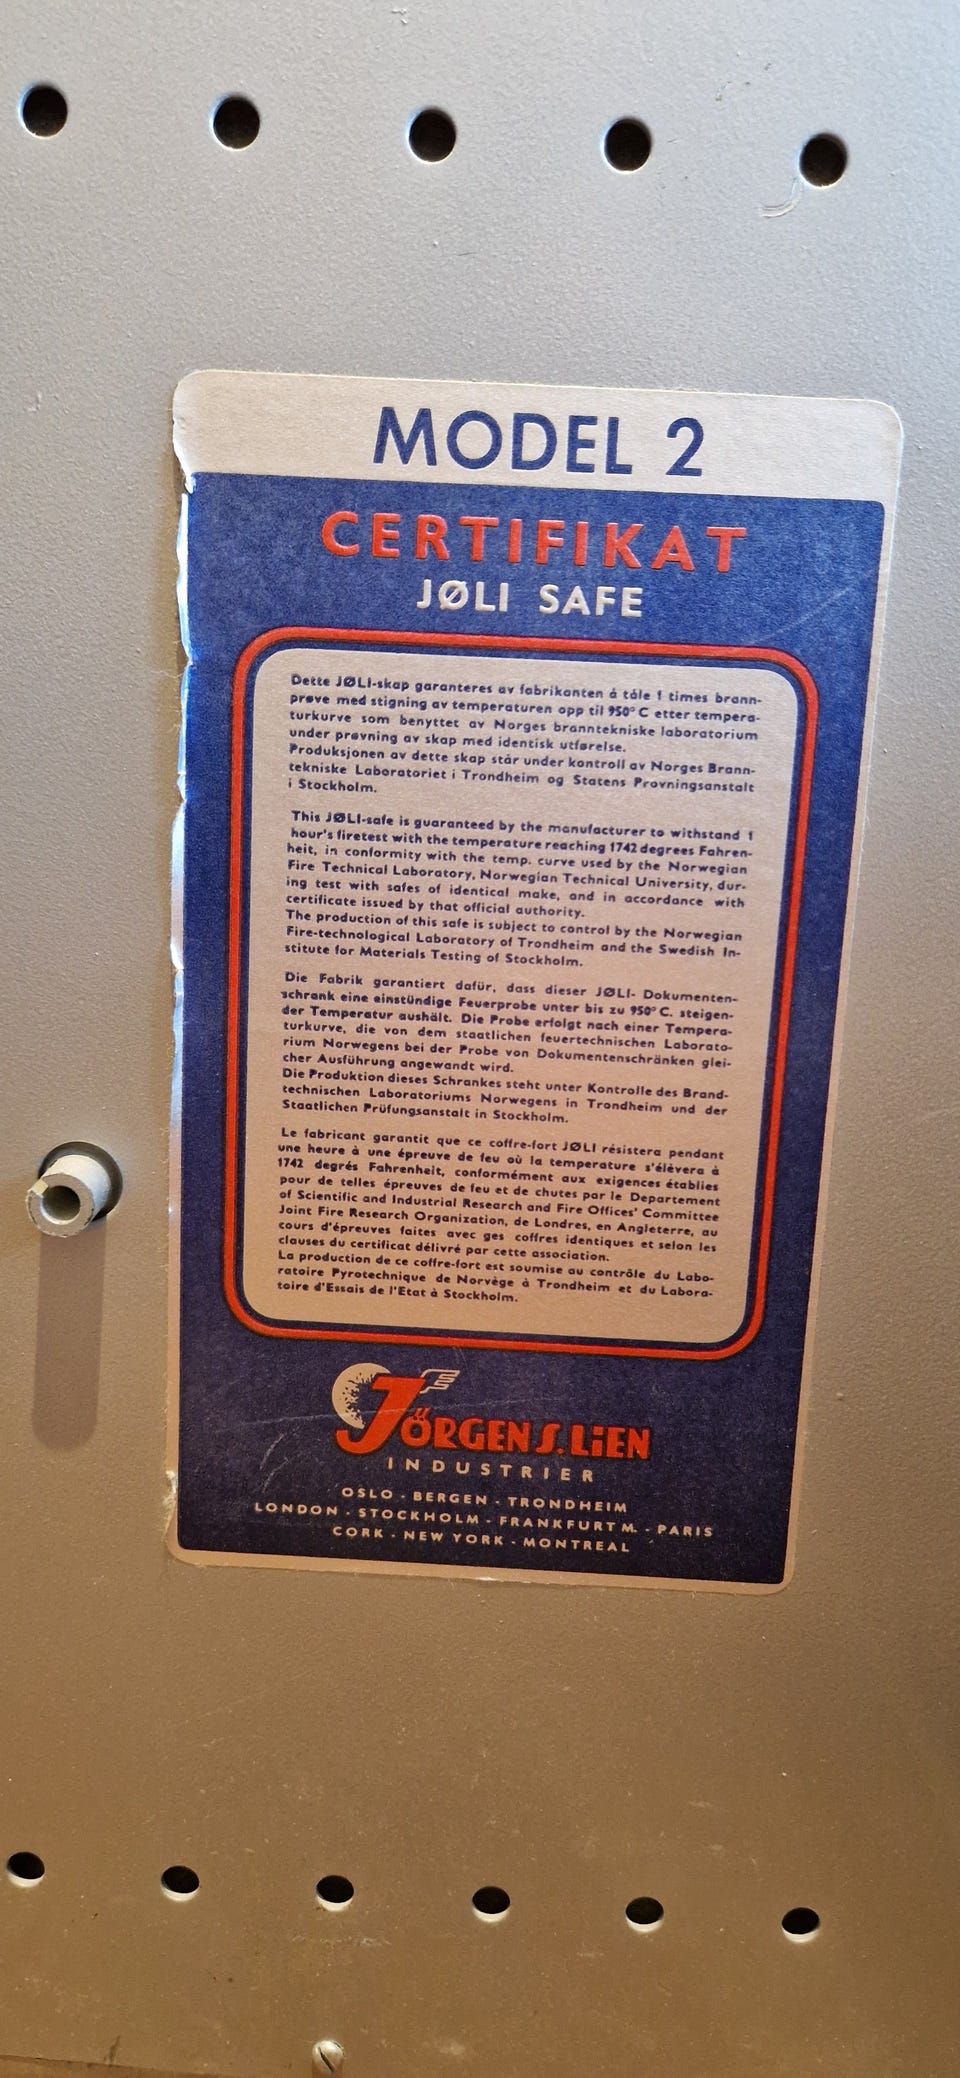 MODEL 2
CERTIFIKAT
JØLI SAFE
Dette JØLI-skap garanteres av fabrikanten å tåle 1 times brann-
prøve med stigning av temperaturen opp til 950° C etter tempera-
turkurve som benyttet av Norges branntekniske laboratorium
under prøvning av skap med identisk utførelse.
Produksjonen av dette skap står under kontroll av Norges Brann-
tekniske Laboratoriet i Trondheim og Statens Provningsanstalt
i Stockholm.
This JØLI-safe is guaranteed by the manufacturer to withstand 1
hour's firetest with the temperature reaching 1742 degrees Fahren-
heit, in conformity with the temp. curve used by the Norwegian
Fire Technical Laboratory, Norwegian Technical University, dur-
ing test with safes of identical make, and in accordance with
certificate issued by that official authority.
The production of this safe is subject to control by the Norwegian
Fire-technological Laboratory of Trondheim and the Swedish In-
stitute for Materials Testing of Stockholm.
Die Fabrik garantiert dafür, dass dieser JØLI- Dokumenten-
schrank eine einstündige Feuerprobe unter bis zu 950° C. steigen-
der Temperatur aushält. Die Probe erfolgt nach einer Tempera-
turkurve, die von dem staatlichen feuertechnischen Laborato-
rium Norwegens bei der Probe von Dokumentenschränken glei-
cher Ausführung angewandt wird.
Die Produktion dieses Schrankes steht unter Kontrolle des Brand-
technischen Laboratoriums Norwegens in Trondheim und der
Staatlichen Prüfungsanstalt in Stockholm.
Le fabricant garantit que ce coffre-fort JØLI résistera pendant
une heure à une épreuve de feu où la temperature s'élèvera à
1742 degrés Fahrenheit, conformément aux exigences établies
pour de telles épreuves de feu et de chutes par le Departement
of Scientific and Industrial Research and Fire Offices' Committee
Joint Fire Research Organization, de Londres, en Angleterre, au
cours d'épreuves faites avec ges coffres identiques et selon les
clauses du certificat délivré par cette association.
La production de ce coffre-fort est soumise au contrôle du Labo-
ratoire Pyrotechnique de Norvège à Trondheim et du Labora-
toire d'Essais de l'Etat à Stockholm.
JÖRGEN S. LIEN
INDUSTRIER
OSLO - BERGEN - TRONDHEIM
LONDON - STOCKHOLM - FRANKFURT M. - PARIS
CORK - NEW YORK - MONTREAL